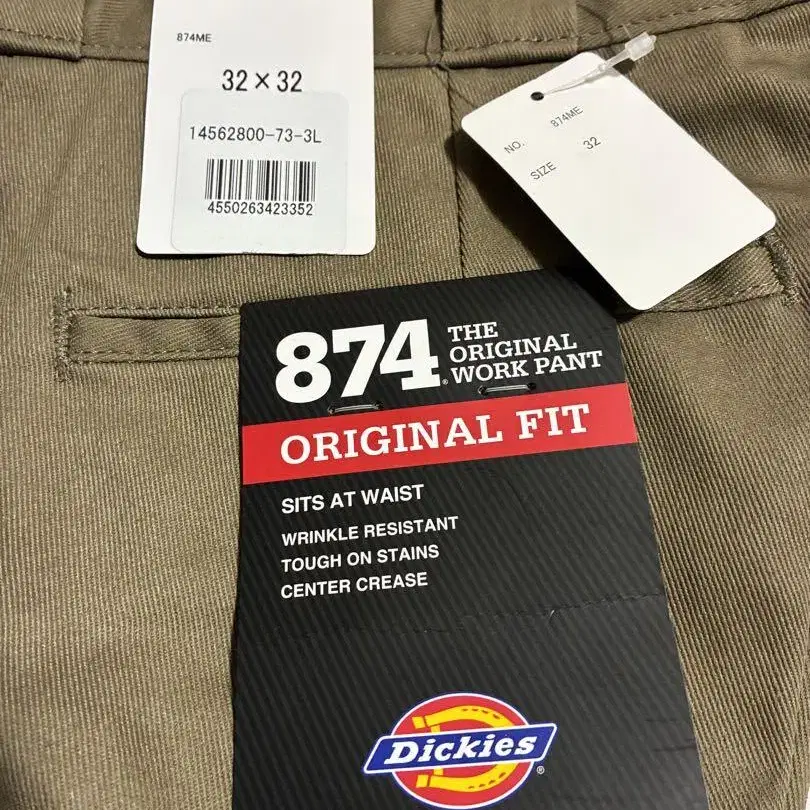 874ME
32×32
14562800-73-3L
4550263423352
NO. 874ME
SIZE 32
874® THE
ORIGINAL
WORK PANT
ORIGINAL FIT
SITS AT WAIST
WRINKLE RESISTANT
TOUGH ON STAINS
CENTER CREASE
Dickies®